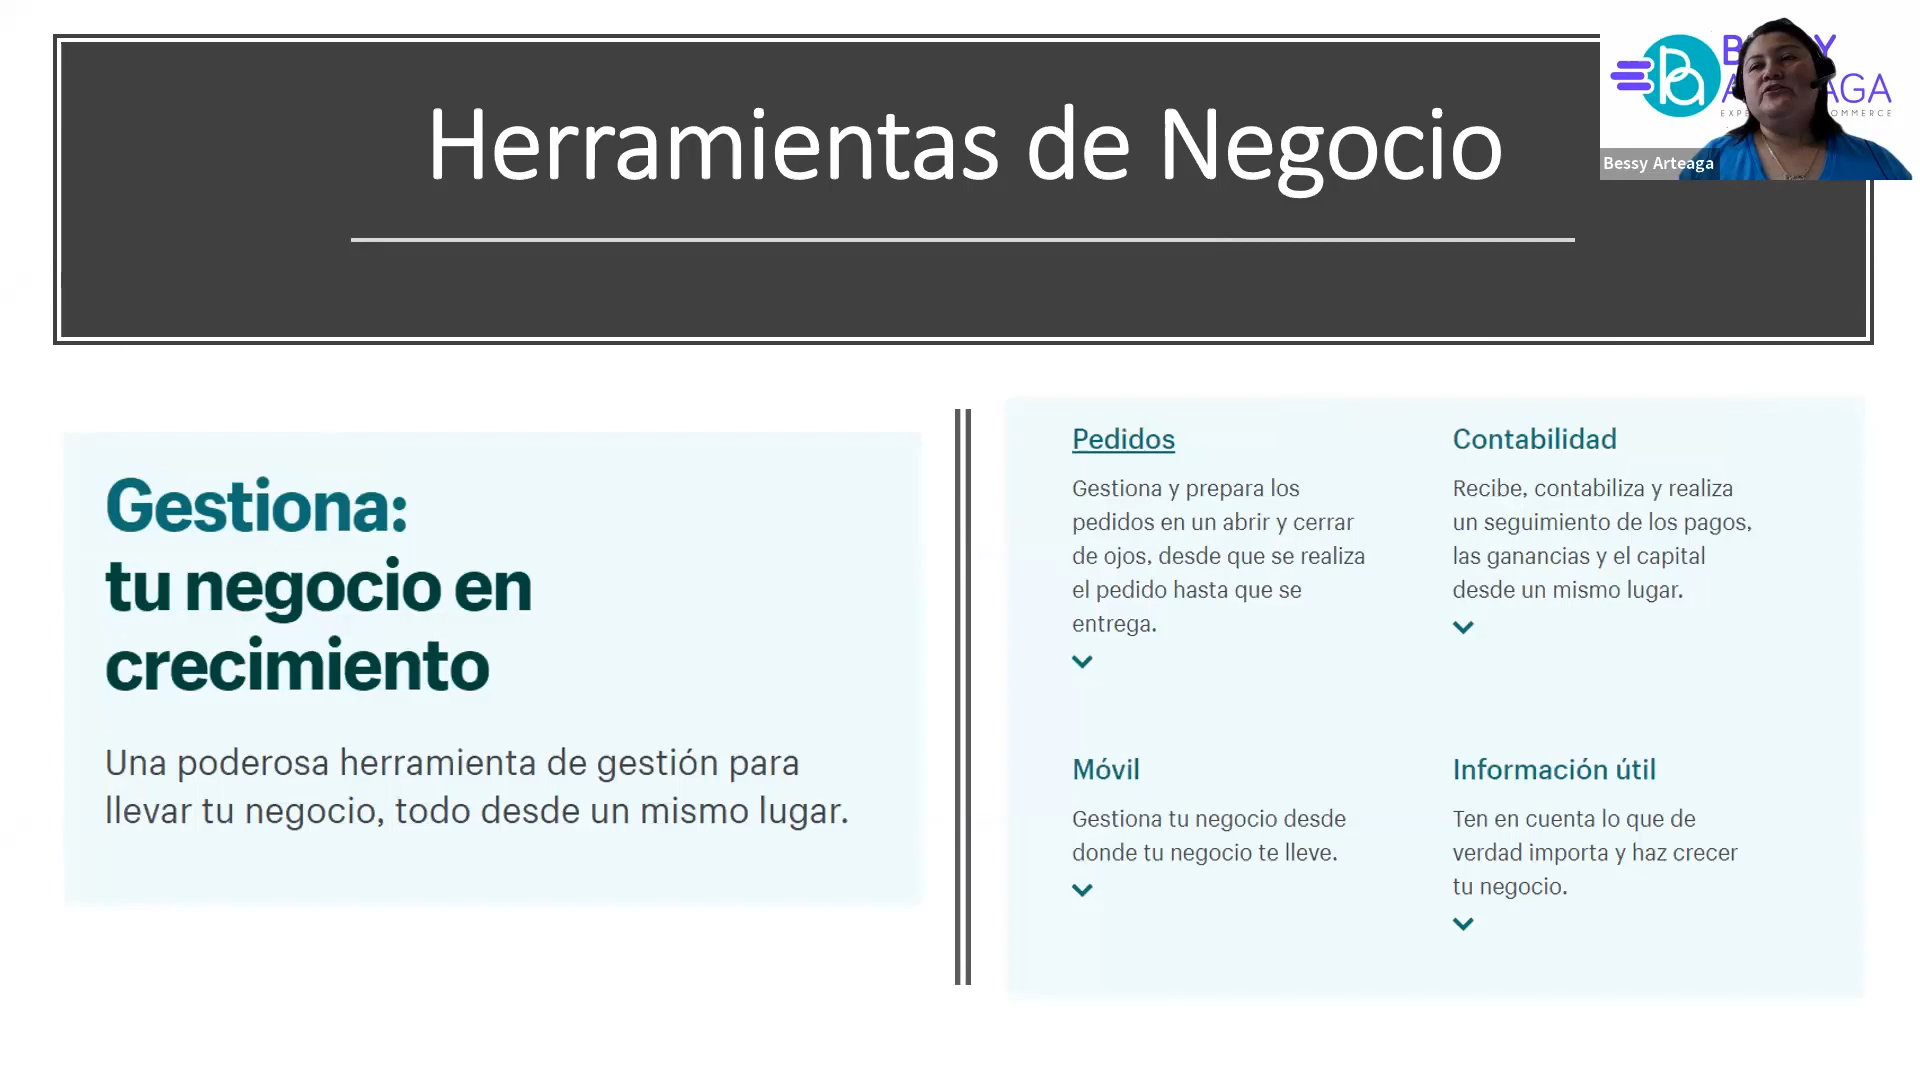 Herramientas de Negocio
Bessy Arteaga
Gestiona:
tu negocio en
crecimiento
Una poderosa herramienta de gestión para
llevar tu negocio, todo desde un mismo lugar.
Pedidos
Gestiona y prepara los
pedidos en un abrir y cerrar
de ojos, desde que se realiza
el pedido hasta que se
entrega.
Contabilidad
Recibe, contabiliza y realiza
un seguimiento de los pagos,
las ganancias y el capital
desde un mismo lugar.
Móvil
Gestiona tu negocio desde
donde tu negocio te lleve.
Información útil
Ten en cuenta lo que de
verdad importa y haz crecer
tu negocio.